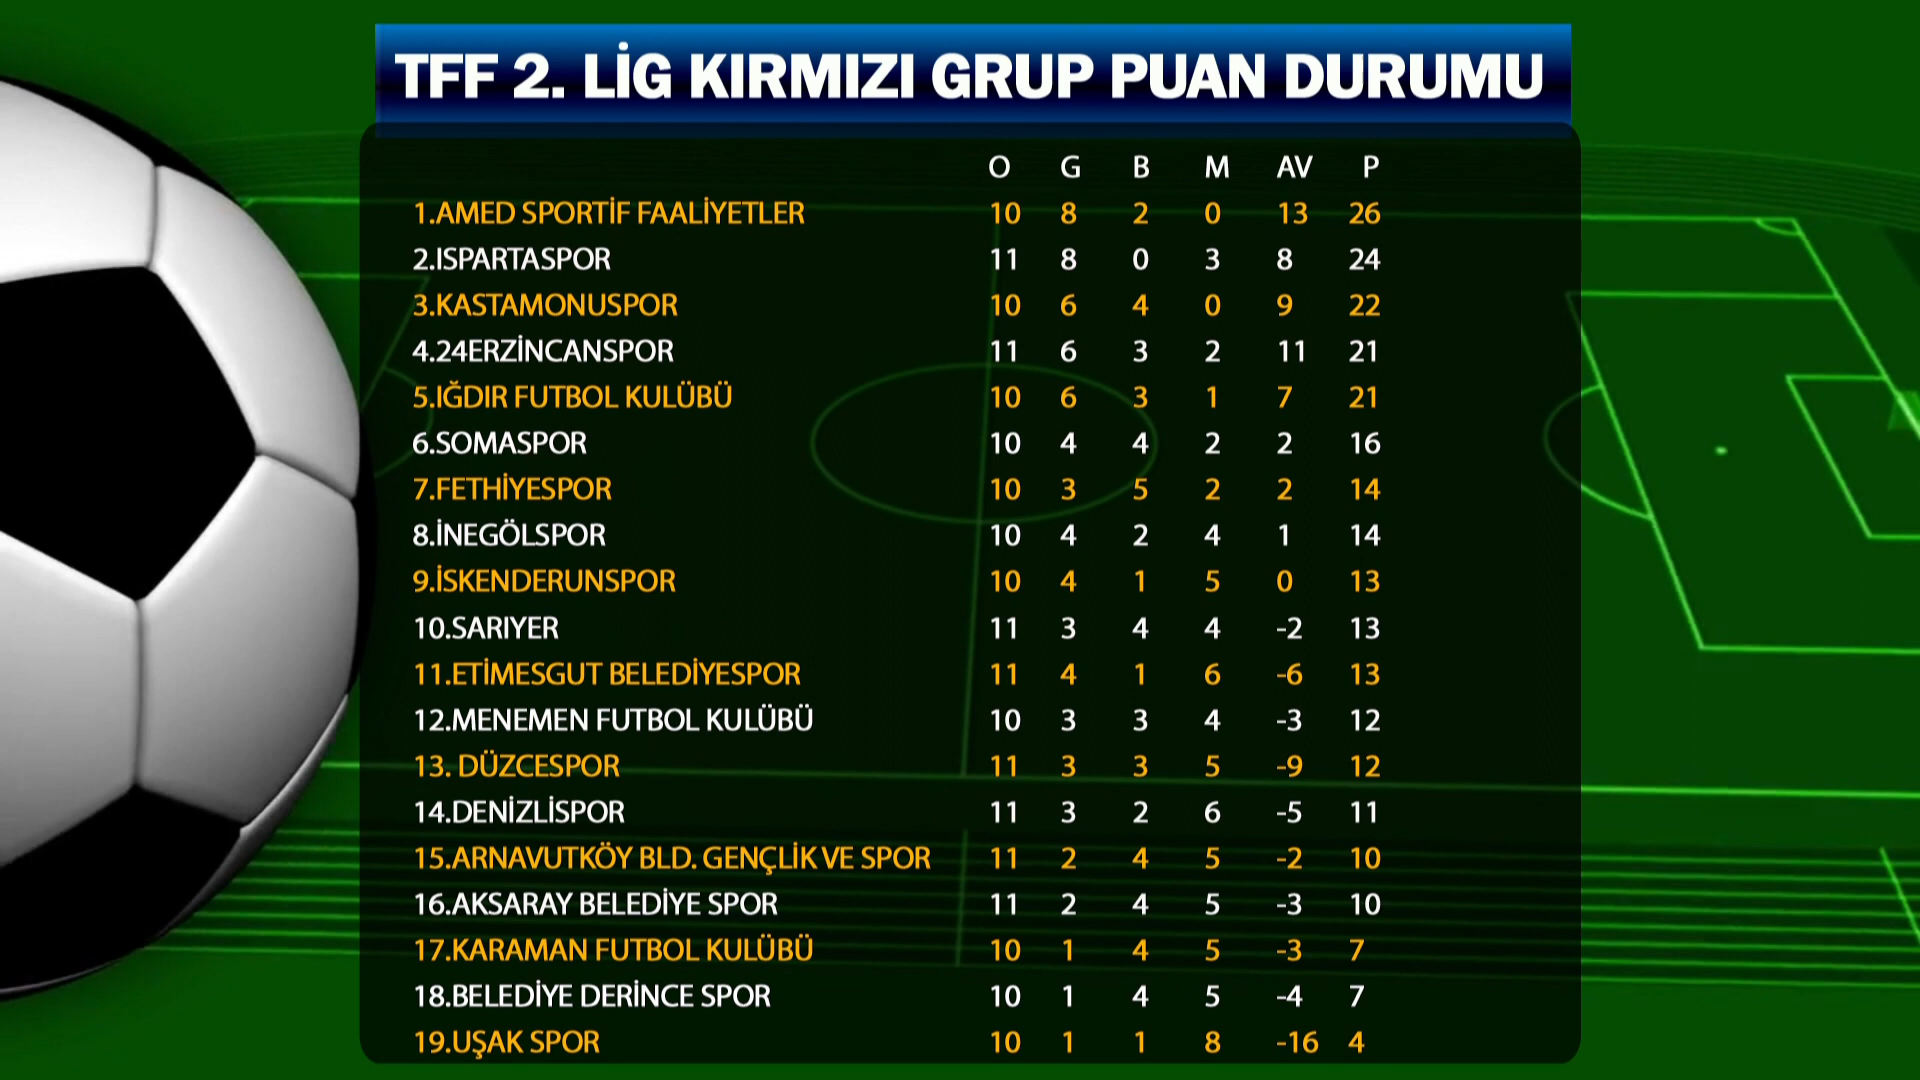 TFF 2. LİG KIRMIZI GRUP PUAN DURUMU
O G B M AV P
1.AMED SPORTİF FAALİYETLER 10 8 2 0 13 26
2.ISPARTASPOR 11 8 0 3 8 24
3.KASTAMONUSPOR 10 6 4 0 9 22
4.24ERZİNCANSPOR 11 6 3 2 11 21
5.IĞDIR FUTBOL KULÜBÜ 10 6 3 1 7 21
6.SOMASPOR 10 4 4 2 2 16
7.FETHİYESPOR 10 3 5 2 2 14
8.İNEGÖLSPOR 10 4 2 4 1 14
9.İSKENDERUNSPOR 10 4 1 5 0 13
10.SARIYER 11 3 4 4 -2 13
11.ETİMESGUT BELEDİYESPOR 11 4 1 6 -6 13
12.MENEMEN FUTBOL KULÜBÜ 10 3 3 4 -3 12
13. DÜZCESPOR 11 3 3 5 -9 12
14.DENİZLİSPOR 11 3 2 6 -5 11
15.ARNAVUTKÖY BLD. GENÇLİK VE SPOR 11 2 4 5 -2 10
16.AKSARAY BELEDİYE SPOR 11 2 4 5 -3 10
17.KARAMAN FUTBOL KULÜBÜ 10 1 4 5 -3 7
18.BELEDİYE DERİNCE SPOR 10 1 4 5 -4 7
19.UŞAK SPOR 10 1 1 8 -16 4